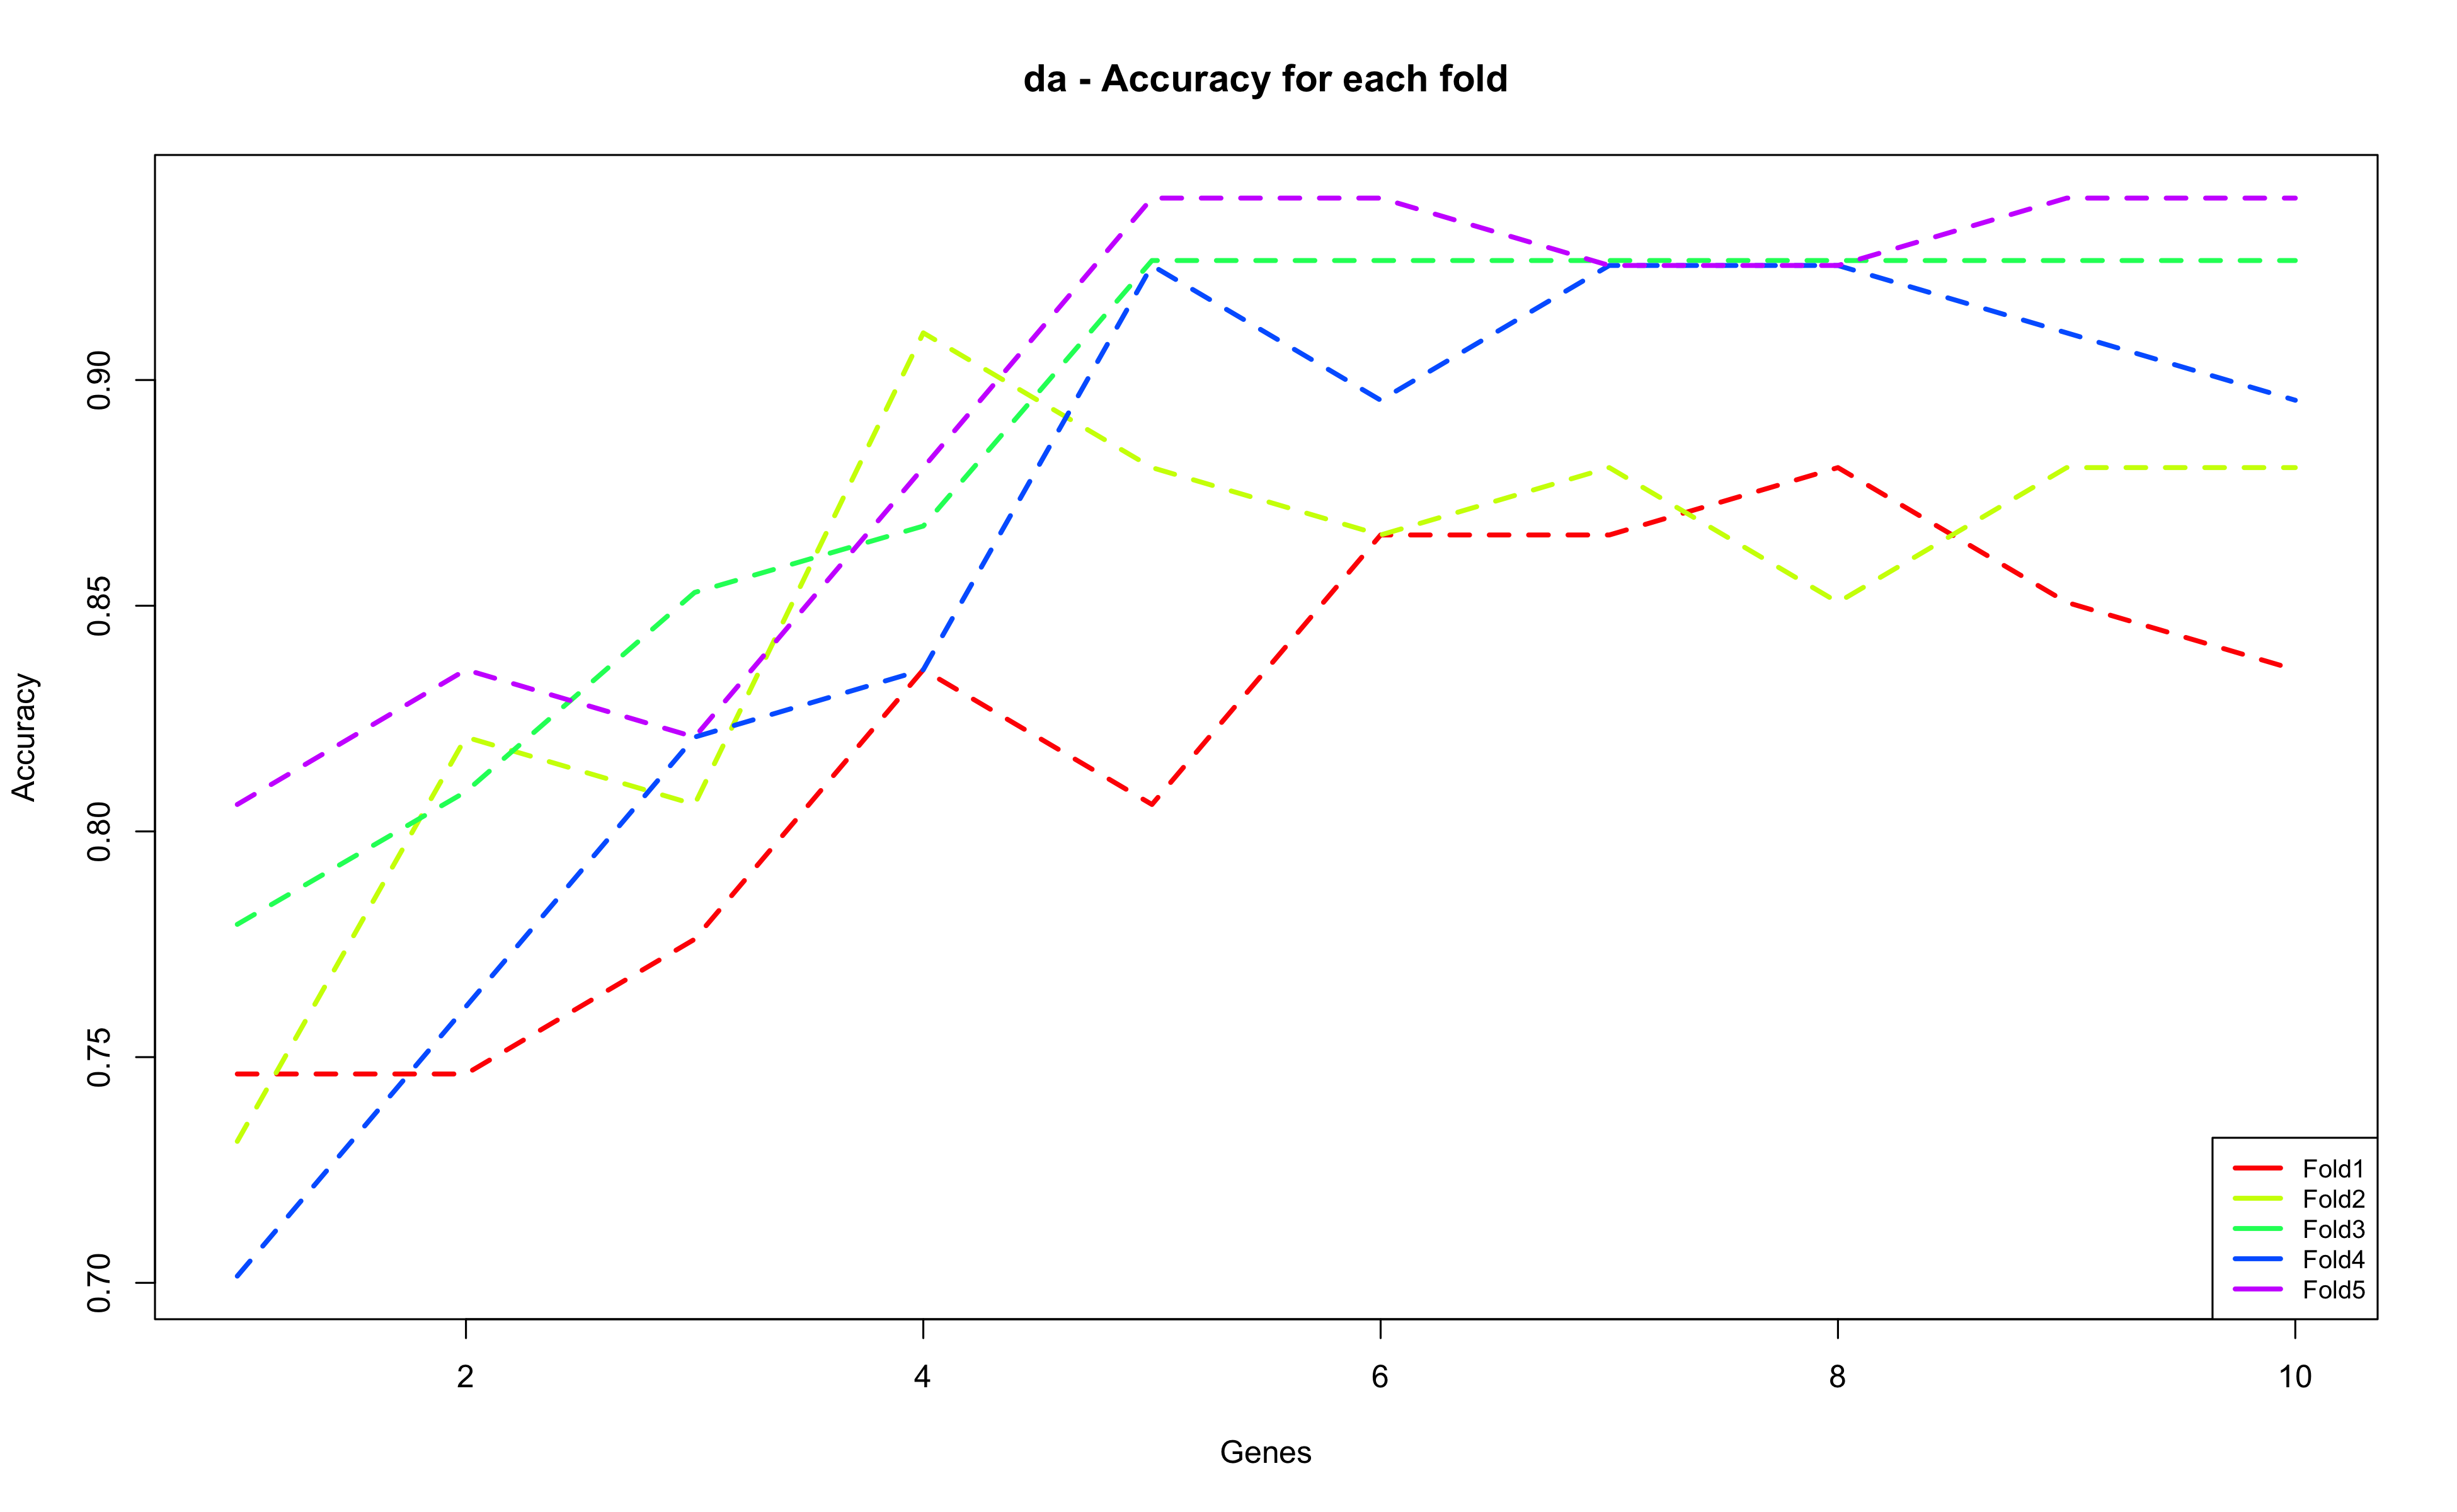 da - Accuracy for each fold
Accuracy
0.90
0.85
0.80
0.75
0.70
2 4 6 8 10
Genes
Fold1
Fold2
Fold3
Fold4
Fold5